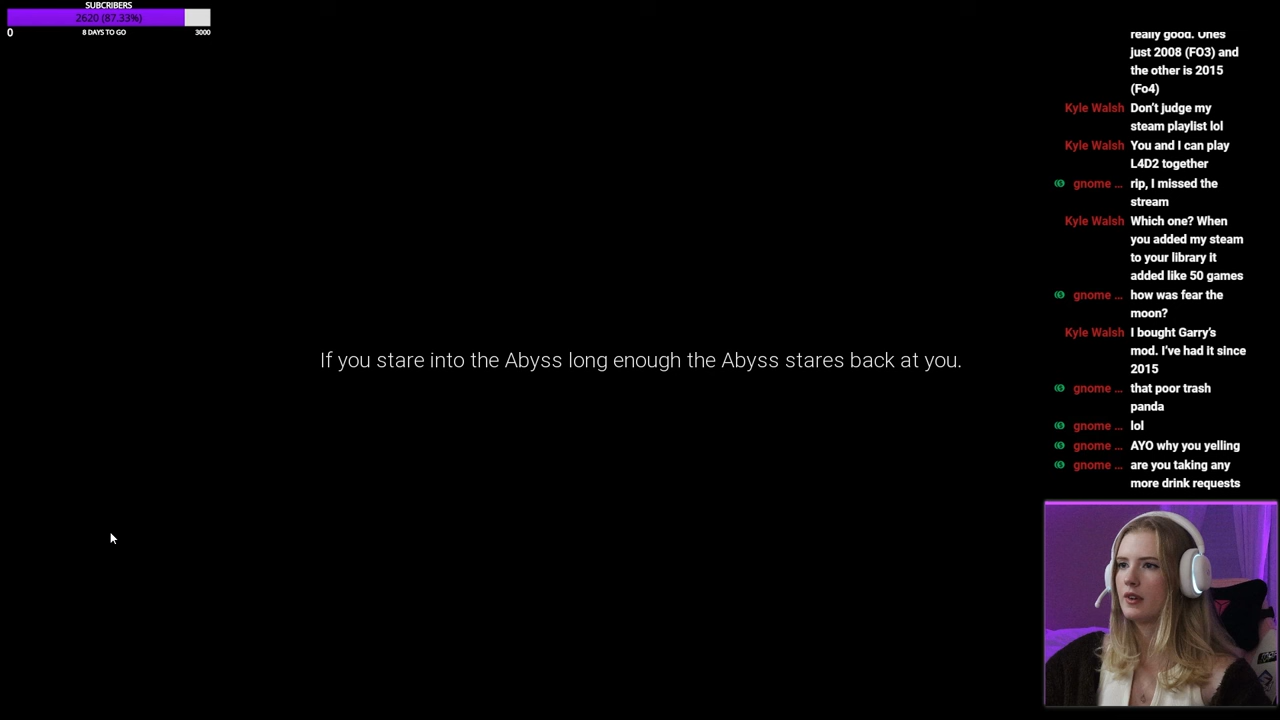 SUBCRIBERS
2620 (87.33%)
0 8 DAYS TO GO 3000
really good. Ones
just 2008 (FO3) and
the other is 2015
(Fo4)
Kyle Walsh Don't judge my
steam playlist lol
Kyle Walsh You and I can play
L4D2 together
gnome ... rip, I missed the
stream
Kyle Walsh Which one? When
you added my steam
to your library it
added like 50 games
gnome ... how was fear the
moon?
Kyle Walsh I bought Garry's
mod. I've had it since
2015
gnome ... that poor trash
panda
gnome ... lol
gnome ... AYO why you yelling
gnome ... are you taking any
more drink requests
If you stare into the Abyss long enough the Abyss stares back at you.